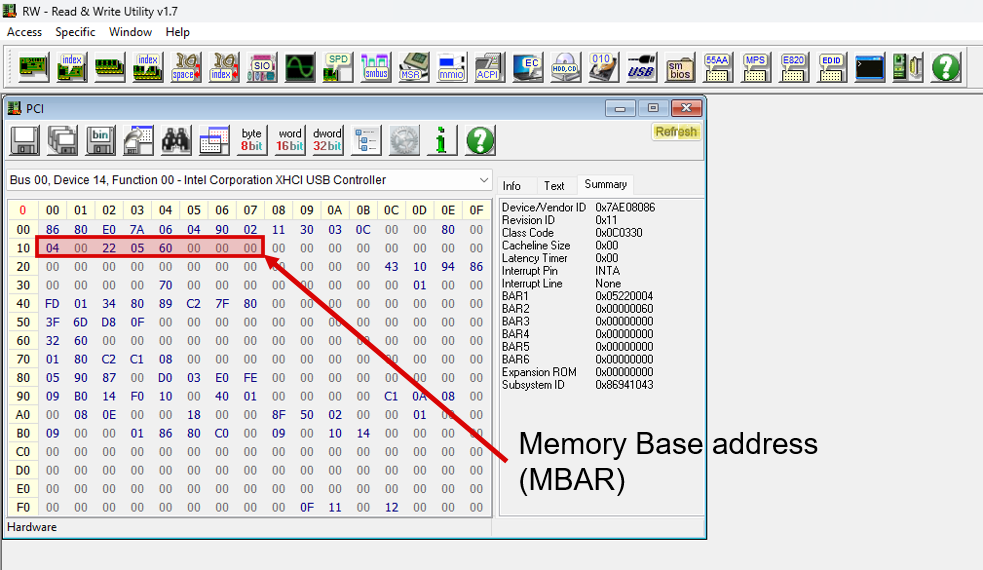 RW - Read & Write Utility v1.7
Access Specific Window Help
index index space index SIO SPD smbus MSR mmio ACPI EC HDD,CD 010 USB sm bios 55AA MPS E820 EDID
PCI
bin byte 8bit word 16bit dword 32bit
Refresh
Bus 00, Device 14, Function 00 - Intel Corporation XHCI USB Controller
Info Text Summary
0 00 01 02 03 04 05 06 07 08 09 0A 0B 0C 0D 0E 0F
00 86 80 E0 7A 06 04 90 02 11 30 03 0C 00 00 80 00
10 04 00 22 05 60 00 00 00 00 00 00 00 00 00 00 00
20 00 00 00 00 00 00 00 00 00 00 00 00 43 10 94 86
30 00 00 00 00 70 00 00 00 00 00 00 00 00 01 00 00
40 FD 01 34 80 89 C2 7F 80 00 00 00 00 00 00 00 00
50 3F 6D D8 0F 00 00 00 00 00 00 00 00 00 00 00 00
60 32 60 00 00 00 00 00 00 00 00 00 00 00 00 00 00
70 01 80 C2 C1 08 00 00 00 00 00 00 00 00 00 00 00
80 05 90 87 00 D0 03 E0 FE 00 00 00 00 00 00 00 00
90 09 B0 14 F0 10 00 40 01 00 00 00 00 C1 0A 08 00
A0 00 08 0E 00 00 18 00 00 8F 50 02 00 00 01 00 00
B0 09 00 00 01 86 80 C0 00 09 00 10 14 00 00 00 00
C0 00 00 00 00 00 00 00 00 00 00 00 00 00 00 00 00
D0 00 00 00 00 00 00 00 00 00 00 00 00 00 00 00 00
E0 00 00 00 00 00 00 00 00 00 00 00 00 00 00 00 00
F0 00 00 00 00 00 00 00 00 00 0F 11 00 12 00 00 00
Device/Vendor ID 0x7AE08086
Revision ID 0x11
Class Code 0x0C0330
Cacheline Size 0x00
Latency Timer 0x00
Interrupt Pin INTA
Interrupt Line None
BAR1 0x05220004
BAR2 0x00000060
BAR3 0x00000000
BAR4 0x00000000
BAR5 0x00000000
BAR6 0x00000000
Expansion ROM 0x00000000
Subsystem ID 0x86941043
Memory Base address
(MBAR)
Hardware